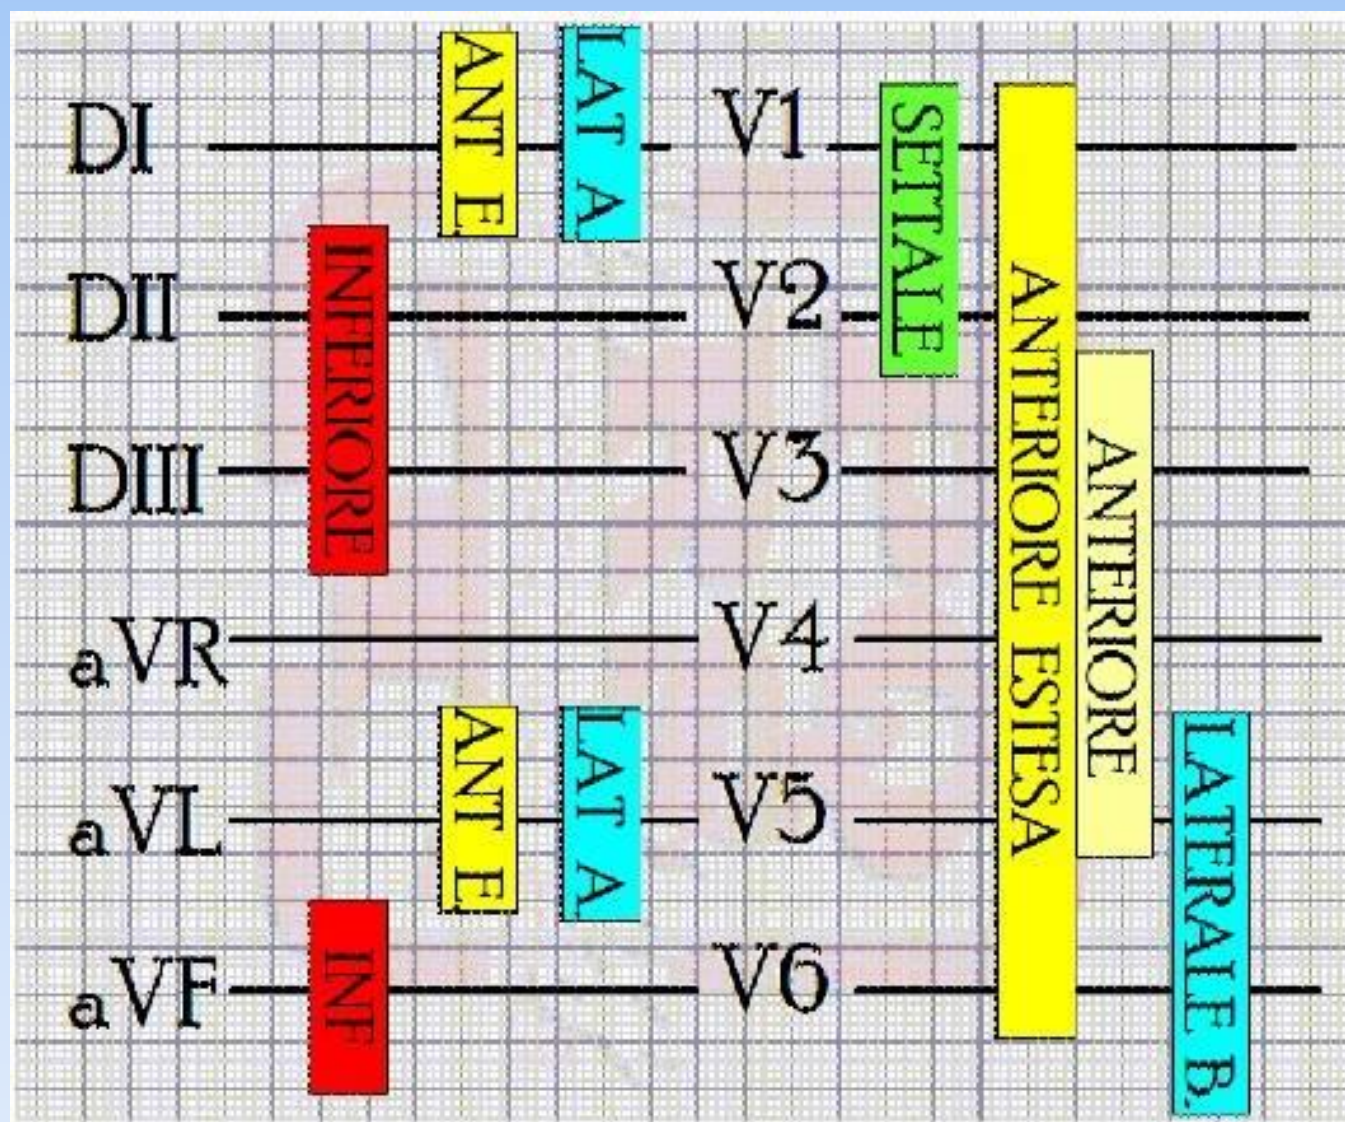 DI ANT E LAT A V1 SETTALE ANTERIORE ESTESA
DII INFERIORE V2
DIII V3 ANTERIORE
aVR V4
aVL ANT E LAT A V5 LATERALE B.
aVF INF V6